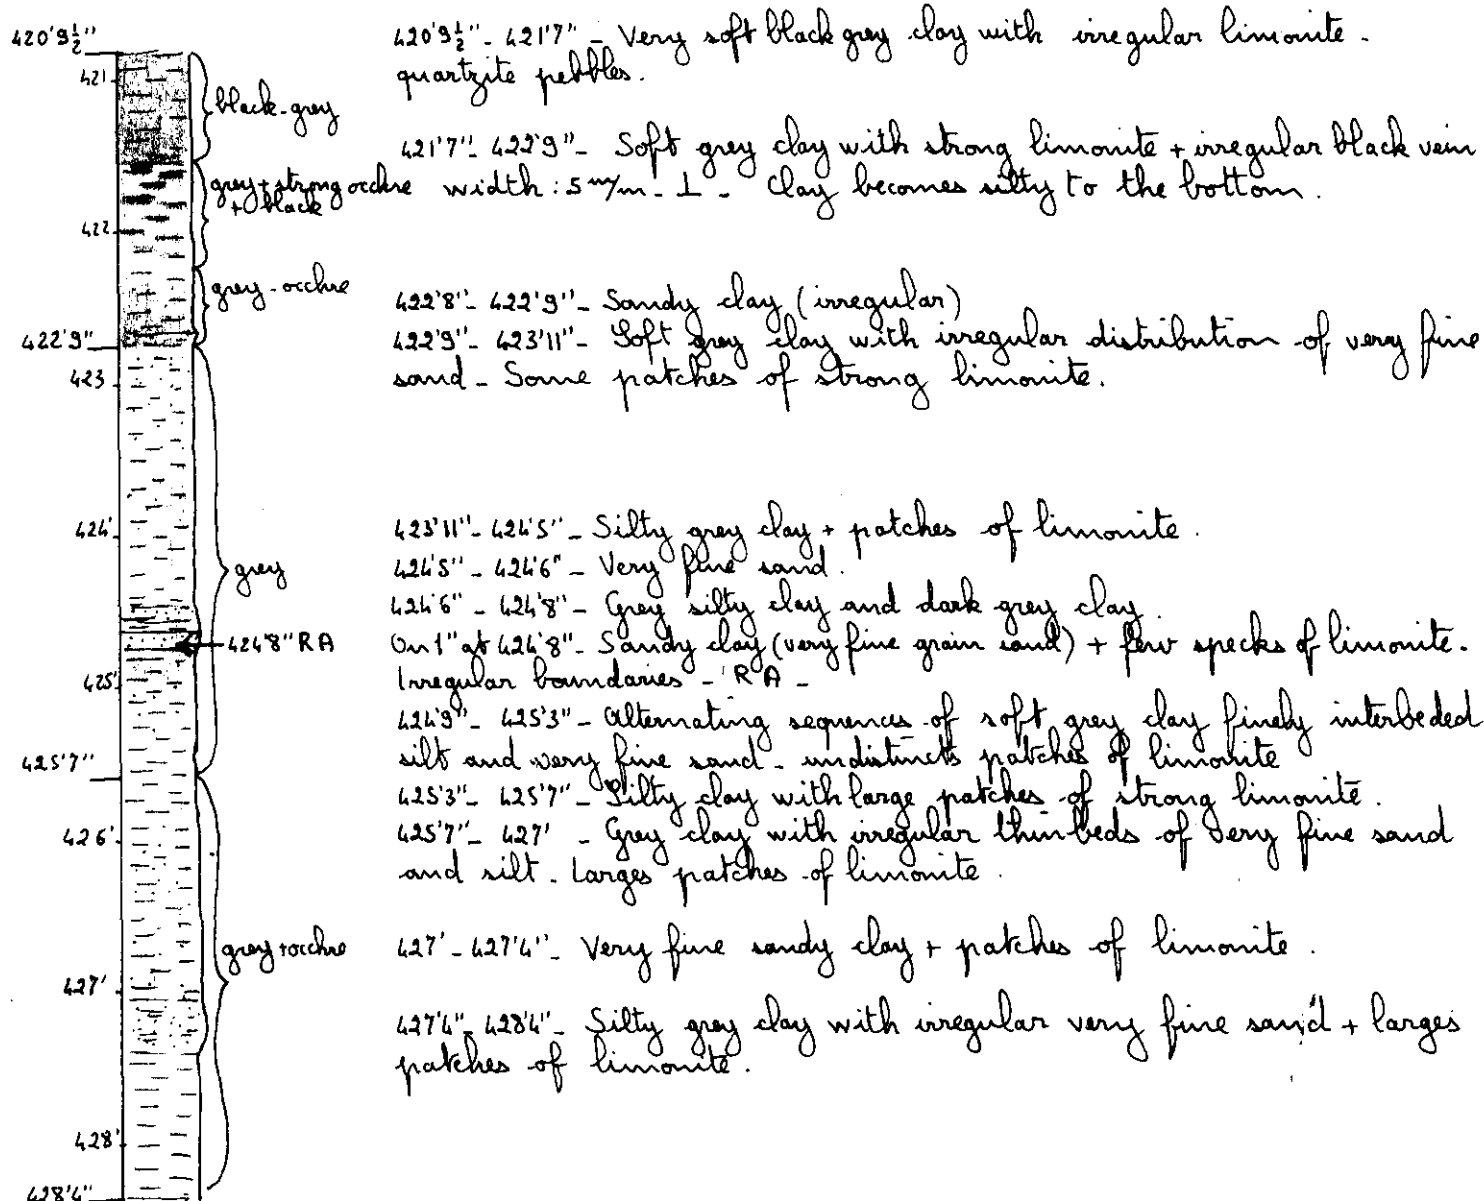 420'9½"
420'9½" - 421'7" - Very soft black grey clay with irregular limonite -
quartzite pebbles.
421
black-grey
421'7" - 422'9" - Soft grey clay with strong limonite + irregular black vein
grey + strong occhre
+ black
width : 5 m/m - ⊥ - Clay becomes silty to the bottom.
422
grey - occhre
422'8" - 422'9" - Sandy clay (irregular)
422'9"
422'9" - 423'11" - Soft grey clay with irregular distribution of very fine
sand - Some patches of strong limonite.
423
424'
423'11" - 424'5" - Silty grey clay + patches of limonite.
424'5" - 424'6" - Very fine sand.
grey
424'6" - 424'8" - Grey silty clay and dark grey clay.
424'8" RA
On 1" at 424'8" - Sandy clay (very fine grain sand) + few specks of limonite.
Irregular boundaries - RA -
425'
424'9" - 425'3" - Alternating sequences of soft grey clay finely interbeded
silt and very fine sand - undistincts patches of limonite
425'7"
425'3" - 425'7" - Silty clay with large patches of strong limonite.
426'
425'7" - 427' - Grey clay with irregular thin beds of very fine sand
and silt - Larges patches of limonite.
grey + occhre
427' - 427'4" - Very fine sandy clay + patches of limonite.
427'
427'4" - 428'4" - Silty grey clay with irregular very fine sand + larges
patches of limonite.
428'
428'4"